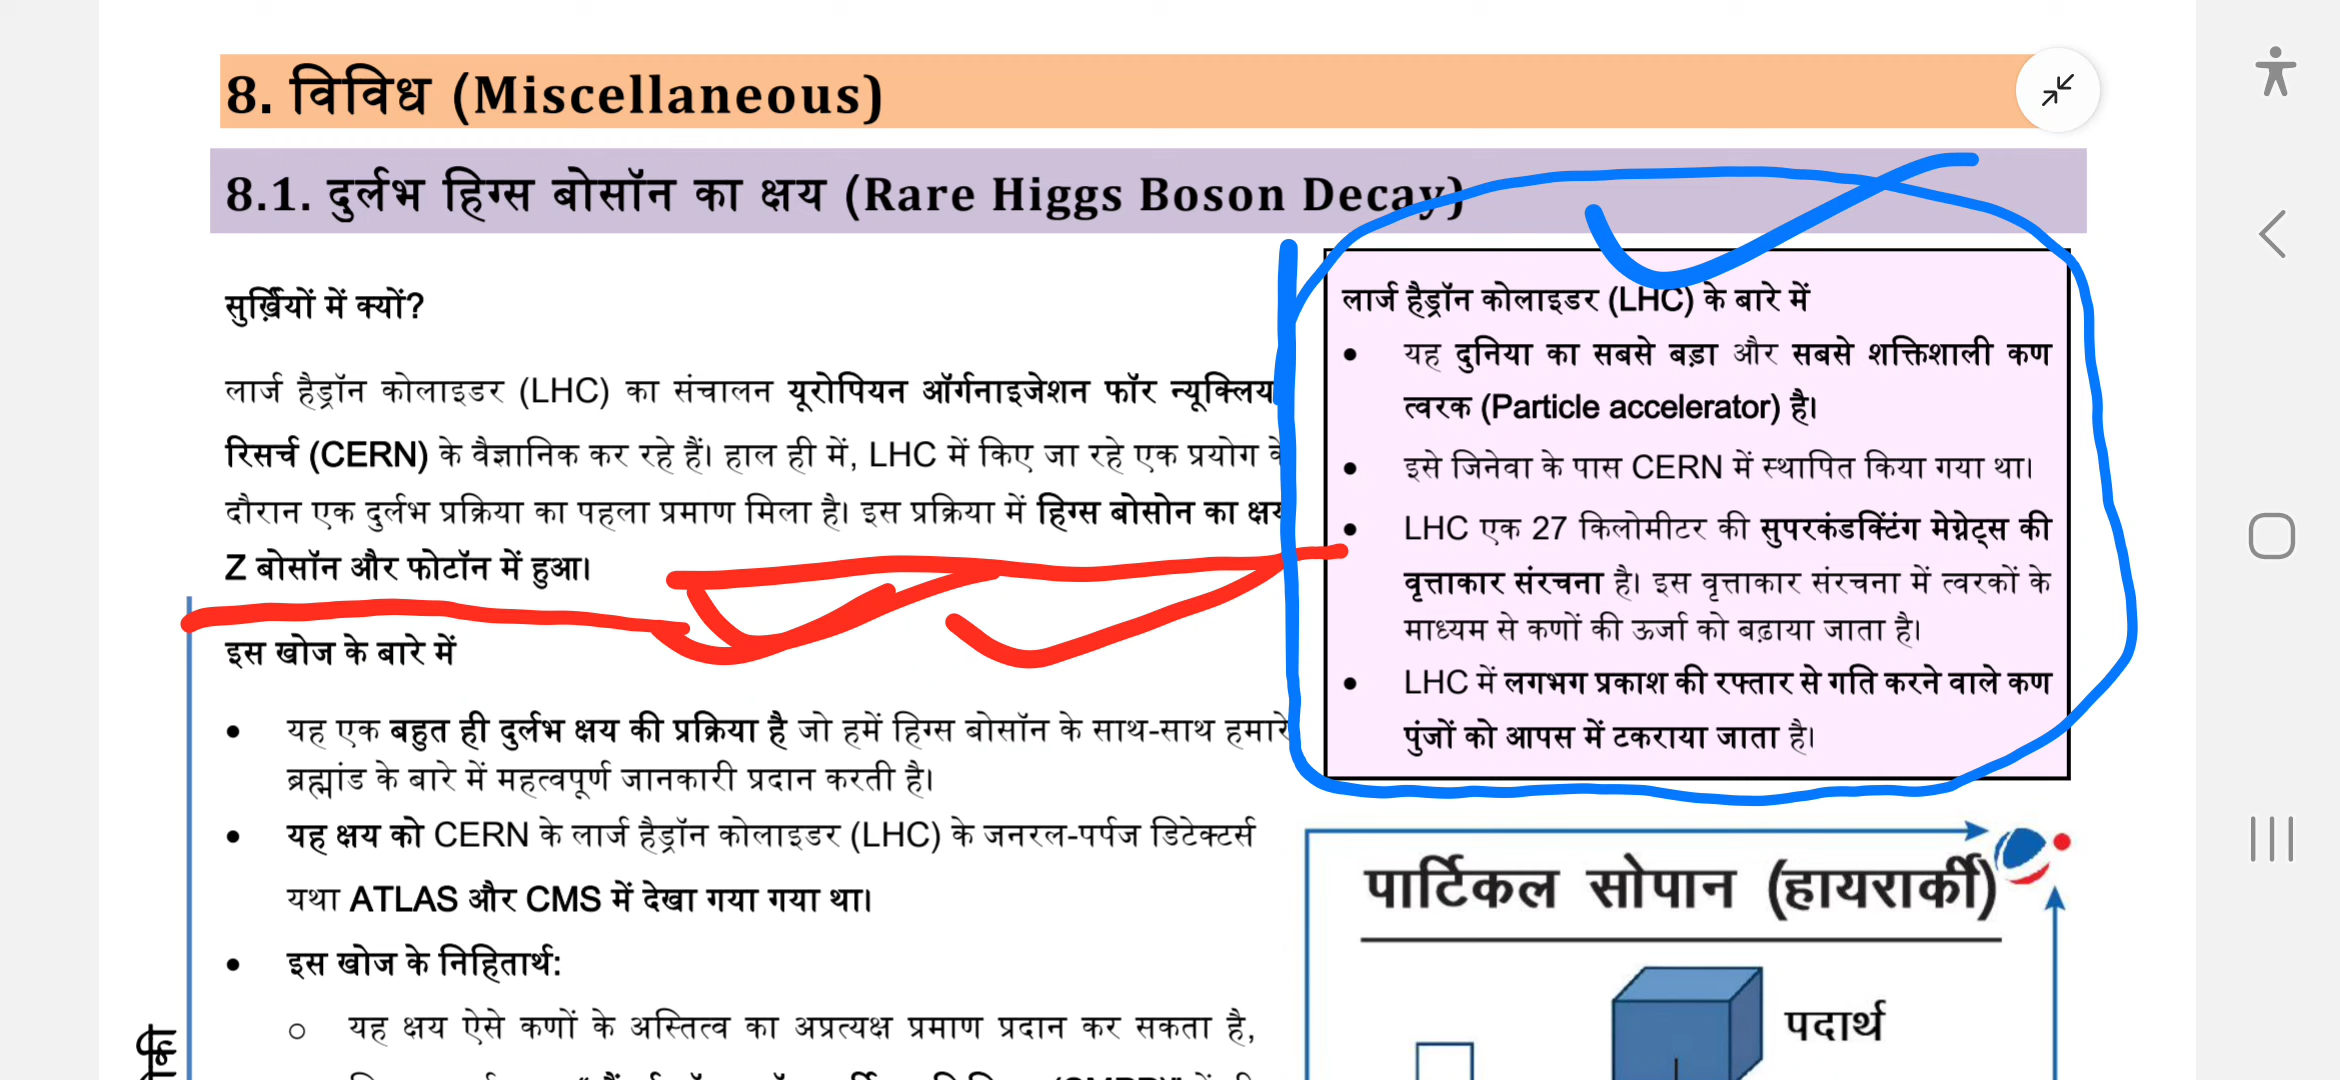 8. विविध (Miscellaneous)
8.1. दुर्लभ हिग्स बोसॉन का क्षय (Rare Higgs Boson Decay)
सुर्ख़ियों में क्यों?
लार्ज हैड्रॉन कोलाइडर (LHC) का संचालन यूरोपियन ऑर्गनाइजेशन फॉर न्यूक्लिय
रिसर्च (CERN) के वैज्ञानिक कर रहे हैं। हाल ही में, LHC में किए जा रहे एक प्रयोग के
दौरान एक दुर्लभ प्रक्रिया का पहला प्रमाण मिला है। इस प्रक्रिया में हिग्स बोसोन का क्षय
Z बोसॉन और फोटॉन में हुआ।
इस खोज के बारे में
• यह एक बहुत ही दुर्लभ क्षय की प्रक्रिया है जो हमें हिग्स बोसॉन के साथ-साथ हमारे
ब्रह्मांड के बारे में महत्वपूर्ण जानकारी प्रदान करती है।
• यह क्षय को CERN के लार्ज हैड्रॉन कोलाइडर (LHC) के जनरल-पर्पज डिटेक्टर्स
यथा ATLAS और CMS में देखा गया गया था।
• इस खोज के निहितार्थ:
○ यह क्षय ऐसे कणों के अस्तित्व का अप्रत्यक्ष प्रमाण प्रदान कर सकता है,
लार्ज हैड्रॉन कोलाइडर (LHC) के बारे में
• यह दुनिया का सबसे बड़ा और सबसे शक्तिशाली कण
त्वरक (Particle accelerator) है।
• इसे जिनेवा के पास CERN में स्थापित किया गया था।
• LHC एक 27 किलोमीटर की सुपरकंडक्टिंग मेग्नेट्स की
वृत्ताकार संरचना है। इस वृत्ताकार संरचना में त्वरकों के
माध्यम से कणों की ऊर्जा को बढ़ाया जाता है।
• LHC में लगभग प्रकाश की रफ्तार से गति करने वाले कण
पुंजों को आपस में टकराया जाता है।
पार्टिकल सोपान (हायरार्की)
पदार्थ